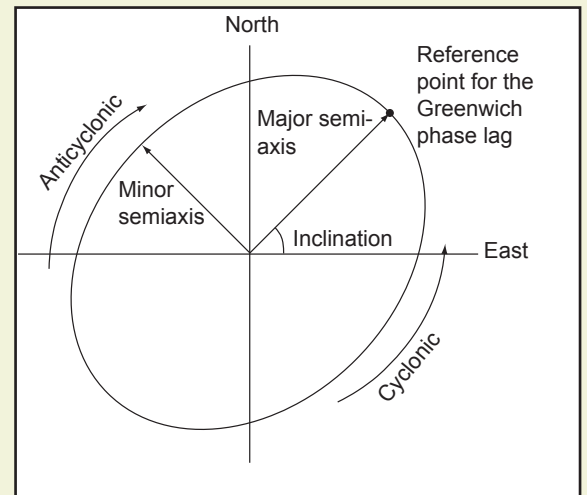 North
Reference
point for the
Greenwich
phase lag
Anticyclonic
Major semi-
axis
Minor
semiaxis
Inclination
East
Cyclonic